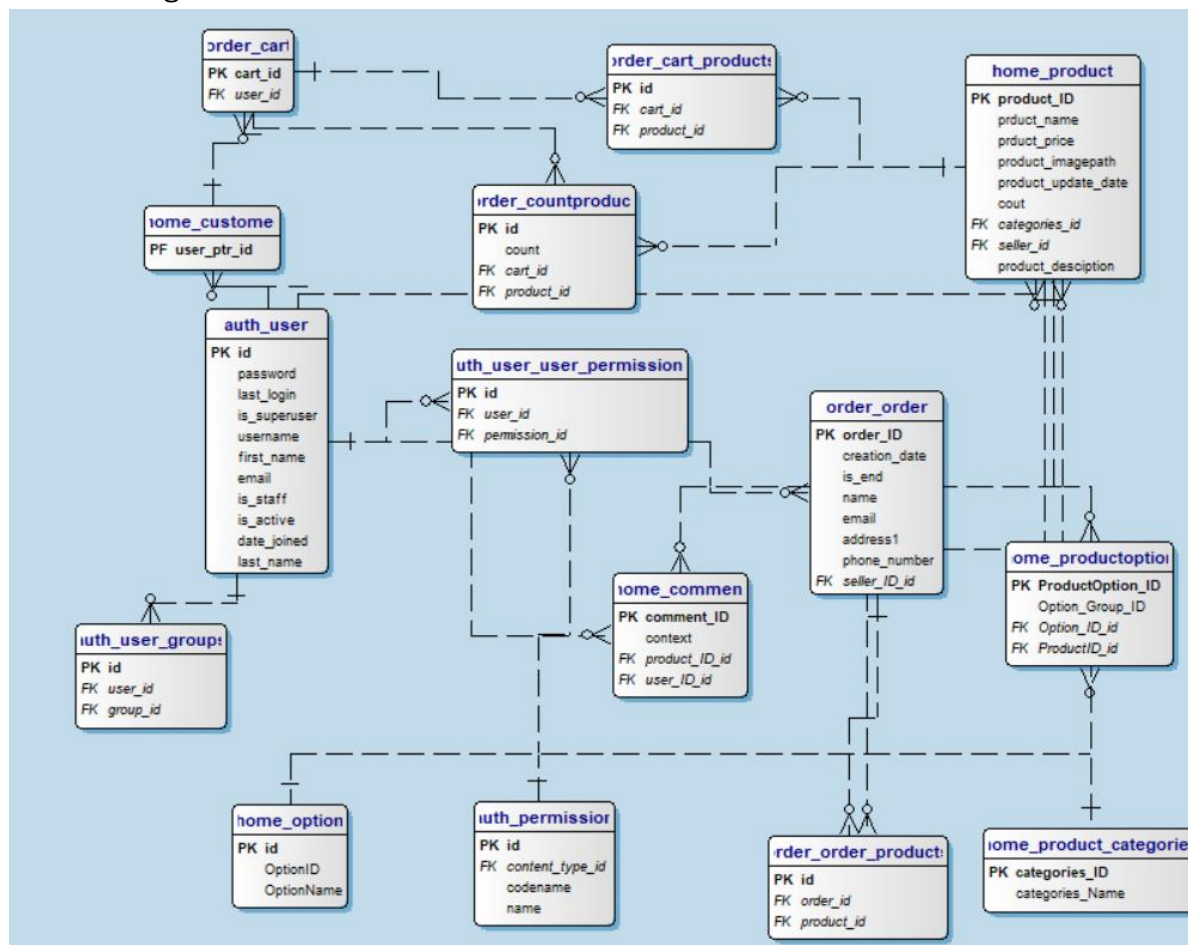 order_cart
PK cart_id
FK user_id
order_cart_products
PK id
FK cart_id
FK product_id
home_product
PK product_ID
prduct_name
prduct_price
product_imagepath
product_update_date
cout
FK categories_id
FK seller_id
product_desciption
order_countproduc
PK id
count
FK cart_id
FK product_id
home_custome
PF user_ptr_id
auth_user
PK id
password
last_login
is_superuser
username
first_name
email
is_staff
is_active
date_joined
last_name
uth_user_user_permission
PK id
FK user_id
FK permission_id
order_order
PK order_ID
creation_date
is_end
name
email
address1
phone_number
FK seller_ID_id
home_productoption
PK ProductOption_ID
Option_Group_ID
FK Option_ID_id
FK ProductID_id
home_commen
PK comment_ID
context
FK product_ID_id
FK user_ID_id
auth_user_groups
PK id
FK user_id
FK group_id
home_option
PK id
OptionID
OptionName
auth_permission
PK id
FK content_type_id
codename
name
order_order_products
PK id
FK order_id
FK product_id
home_product_categorie
PK categories_ID
categories_Name